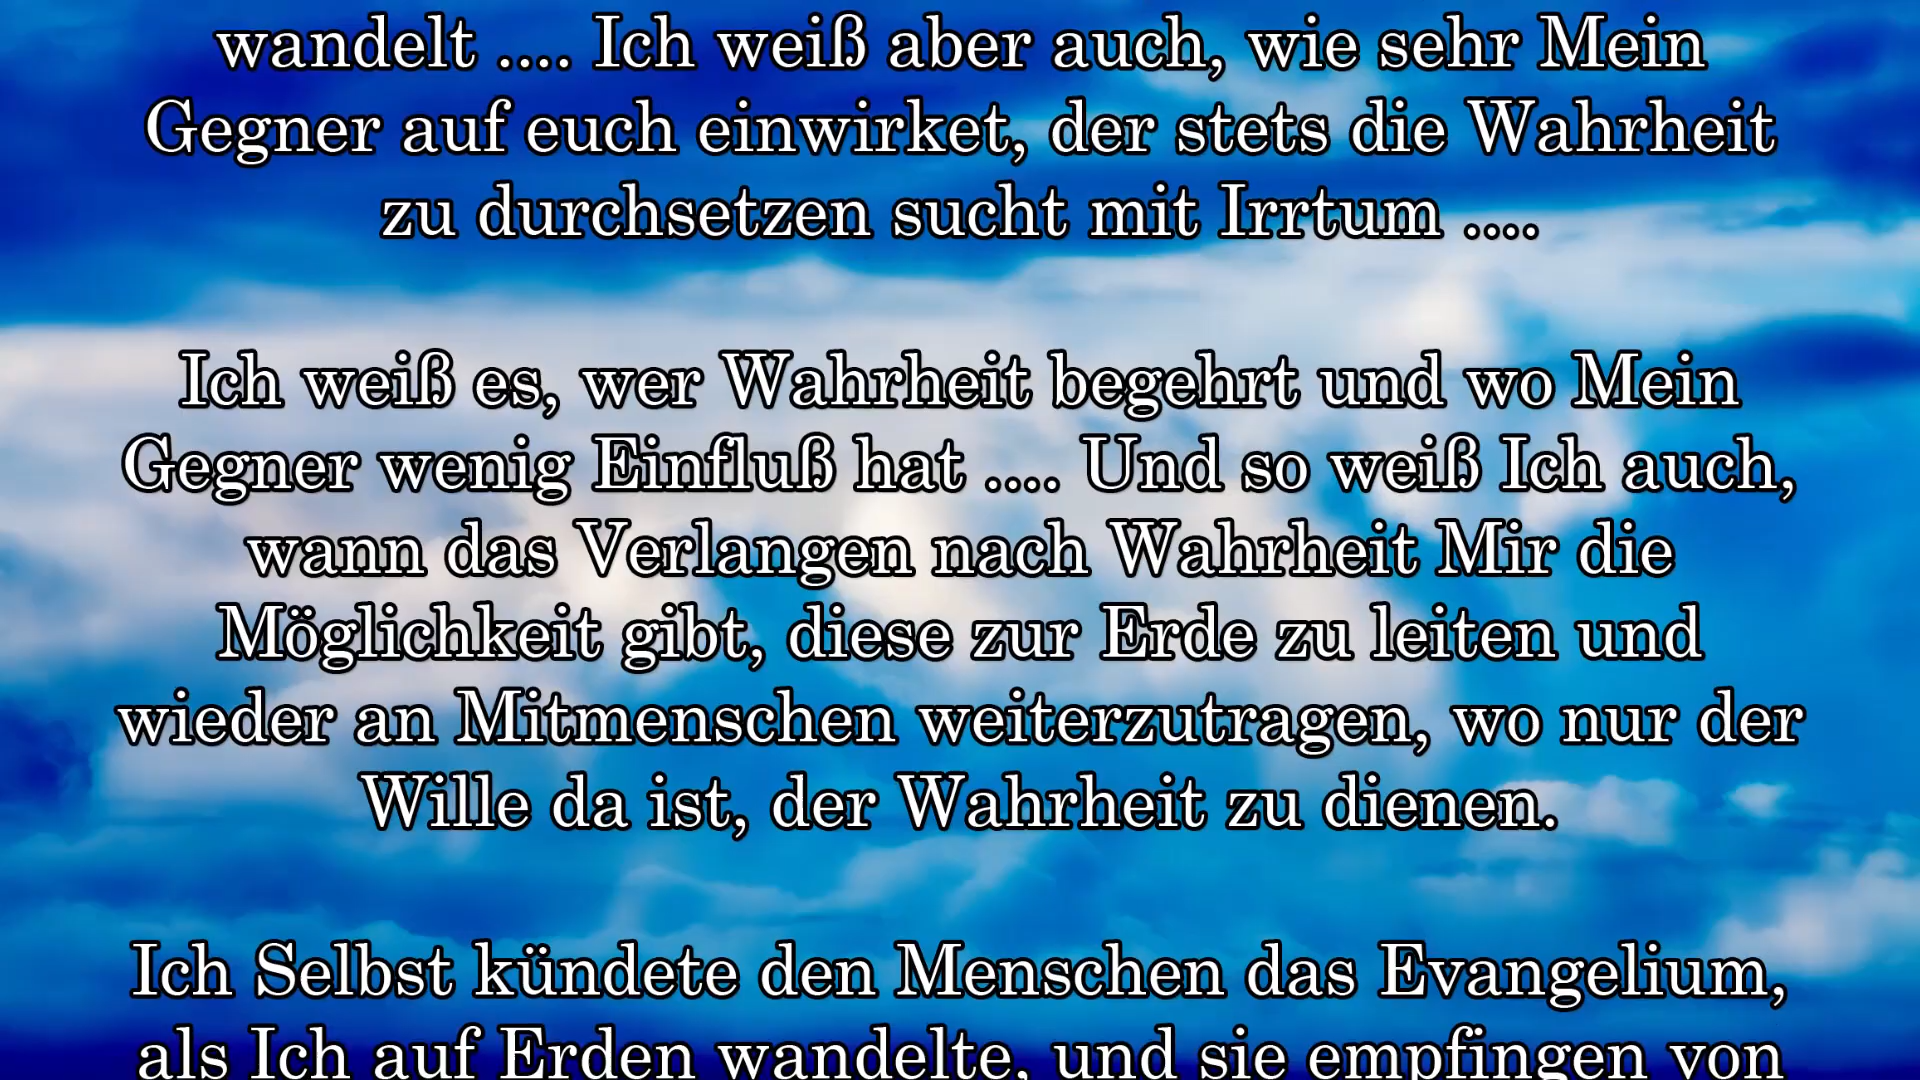 wandelt .... Ich weiß aber auch, wie sehr Mein
Gegner auf euch einwirket, der stets die Wahrheit
zu durchsetzen sucht mit Irrtum ....
Ich weiß es, wer Wahrheit begehrt und wo Mein
Gegner wenig Einfluß hat .... Und so weiß Ich auch,
wann das Verlangen nach Wahrheit Mir die
Möglichkeit gibt, diese zur Erde zu leiten und
wieder an Mitmenschen weiterzutragen, wo nur der
Wille da ist, der Wahrheit zu dienen.
Ich Selbst kündete den Menschen das Evangelium,
als Ich auf Erden wandelte, und sie empfingen von